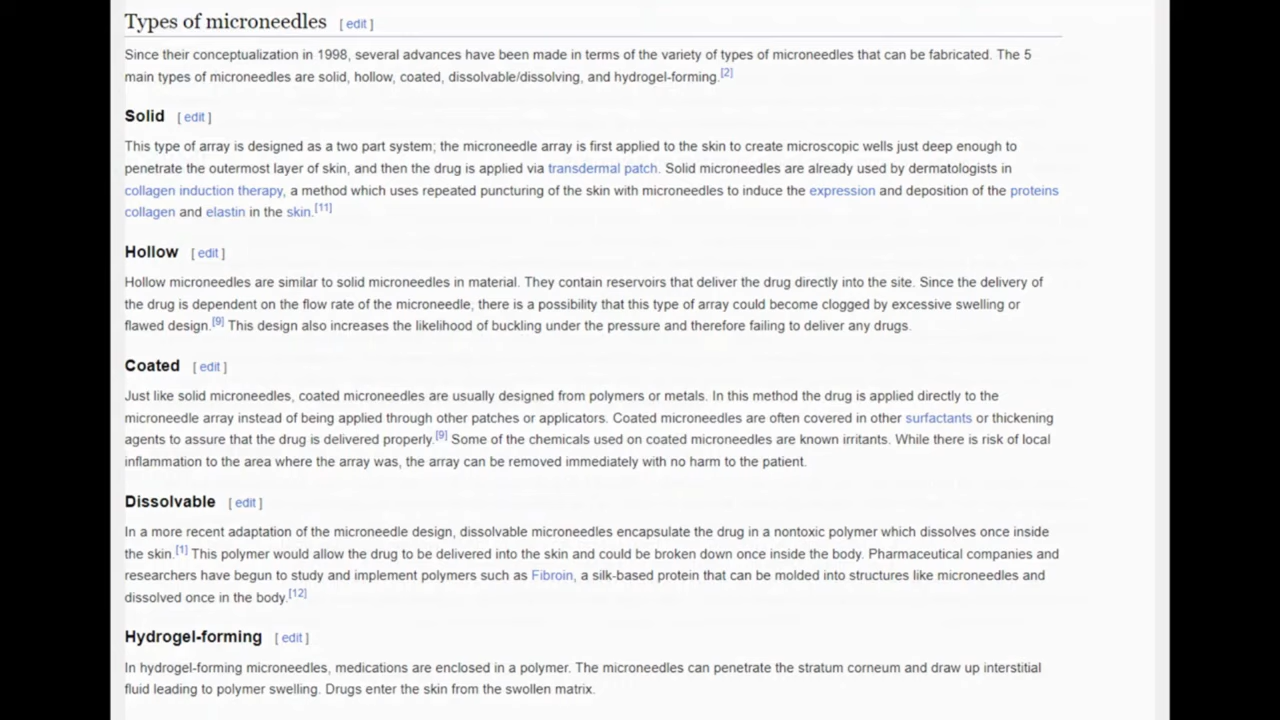 Types of microneedles [ edit ]
Since their conceptualization in 1998, several advances have been made in terms of the variety of types of microneedles that can be fabricated. The 5
main types of microneedles are solid, hollow, coated, dissolvable/dissolving, and hydrogel-forming.[2]
Solid [ edit ]
This type of array is designed as a two part system; the microneedle array is first applied to the skin to create microscopic wells just deep enough to
penetrate the outermost layer of skin, and then the drug is applied via transdermal patch. Solid microneedles are already used by dermatologists in
collagen induction therapy, a method which uses repeated puncturing of the skin with microneedles to induce the expression and deposition of the proteins
collagen and elastin in the skin.[11]
Hollow [ edit ]
Hollow microneedles are similar to solid microneedles in material. They contain reservoirs that deliver the drug directly into the site. Since the delivery of
the drug is dependent on the flow rate of the microneedle, there is a possibility that this type of array could become clogged by excessive swelling or
flawed design.[9] This design also increases the likelihood of buckling under the pressure and therefore failing to deliver any drugs.
Coated [ edit ]
Just like solid microneedles, coated microneedles are usually designed from polymers or metals. In this method the drug is applied directly to the
microneedle array instead of being applied through other patches or applicators. Coated microneedles are often covered in other surfactants or thickening
agents to assure that the drug is delivered properly.[9] Some of the chemicals used on coated microneedles are known irritants. While there is risk of local
inflammation to the area where the array was, the array can be removed immediately with no harm to the patient.
Dissolvable [ edit ]
In a more recent adaptation of the microneedle design, dissolvable microneedles encapsulate the drug in a nontoxic polymer which dissolves once inside
the skin.[1] This polymer would allow the drug to be delivered into the skin and could be broken down once inside the body. Pharmaceutical companies and
researchers have begun to study and implement polymers such as Fibroin, a silk-based protein that can be molded into structures like microneedles and
dissolved once in the body.[12]
Hydrogel-forming [ edit ]
In hydrogel-forming microneedles, medications are enclosed in a polymer. The microneedles can penetrate the stratum corneum and draw up interstitial
fluid leading to polymer swelling. Drugs enter the skin from the swollen matrix.